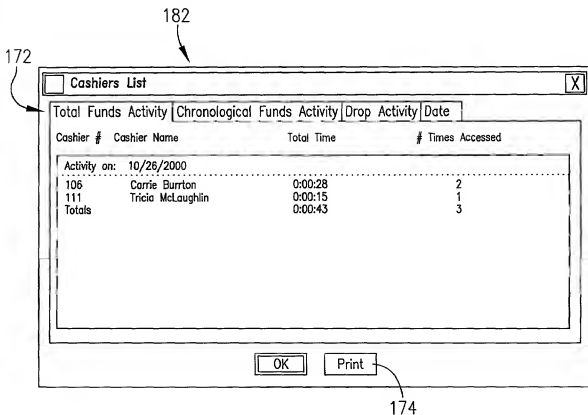 182
172
Cashiers List X
Total Funds Activity Chronological Funds Activity Drop Activity Date
Cashier # Cashier Name Total Time # Times Accessed
Activity on: 10/26/2000
106 Carrie Burrton 0:00:28 2
111 Tricia McLaughlin 0:00:15 1
Totals 0:00:43 3
OK Print
174